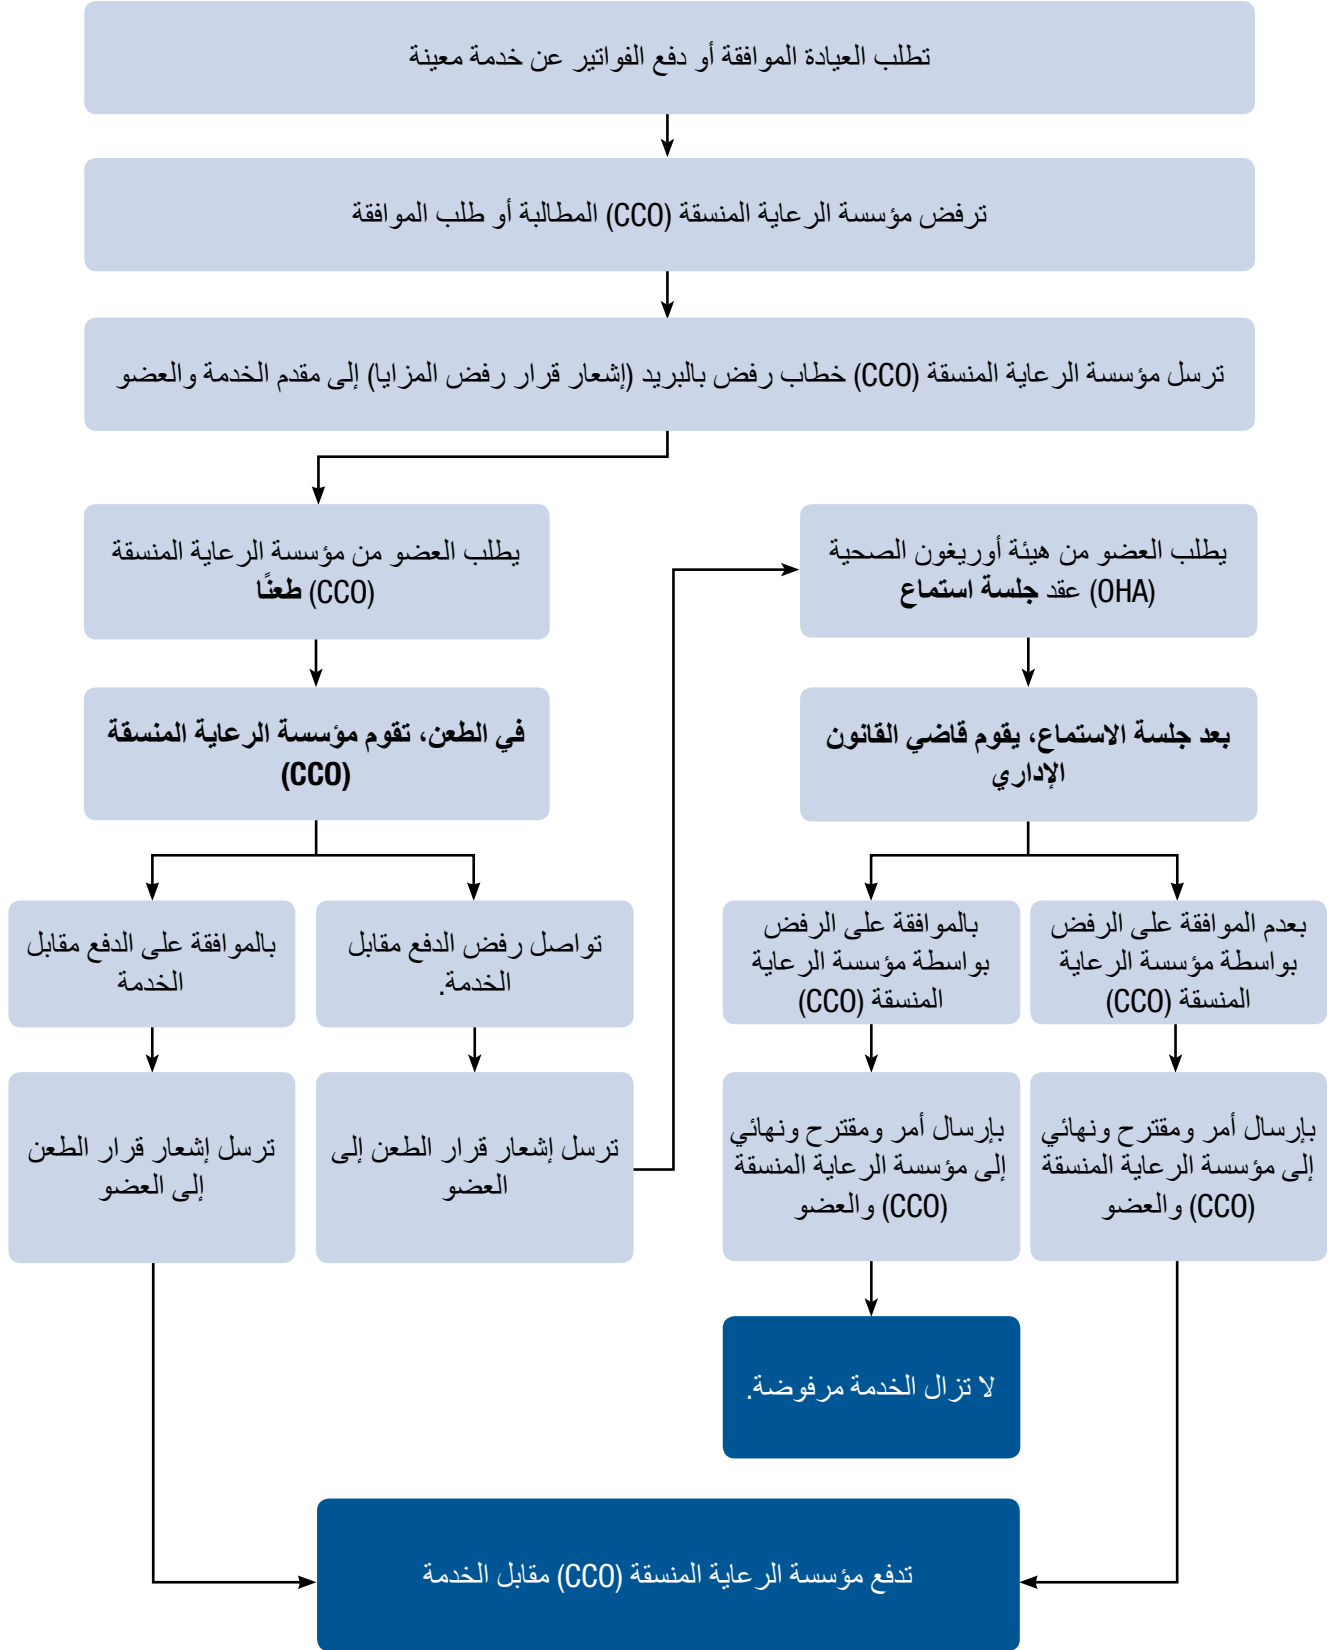 تطلب العيادة الموافقة أو دفع الفواتير عن خدمة معينة
ترفض مؤسسة الرعاية المنسقة (CCO) المطالبة أو طلب الموافقة
ترسل مؤسسة الرعاية المنسقة (CCO) خطاب رفض بالبريد (إشعار قرار رفض المزايا) إلى مقدم الخدمة والعضو
يطلب العضو من مؤسسة الرعاية المنسقة
(CCO) طعنًا
في الطعن، تقوم مؤسسة الرعاية المنسقة
(CCO)
بالموافقة على الدفع مقابل
الخدمة
تواصل رفض الدفع مقابل
الخدمة.
ترسل إشعار قرار الطعن
إلى العضو
ترسل إشعار قرار الطعن إلى
العضو
يطلب العضو من هيئة أوريغون الصحية
(OHA) عقد جلسة استماع
بعد جلسة الاستماع، يقوم قاضي القانون
الإداري
بالموافقة على الرفض
بواسطة مؤسسة الرعاية
المنسقة (CCO)
بعدم الموافقة على الرفض
بواسطة مؤسسة الرعاية
المنسقة (CCO)
بإرسال أمر ومقترح ونهائي
إلى مؤسسة الرعاية المنسقة
(CCO) والعضو
بإرسال أمر ومقترح ونهائي
إلى مؤسسة الرعاية المنسقة
(CCO) والعضو
لا تزال الخدمة مرفوضة.
تدفع مؤسسة الرعاية المنسقة (CCO) مقابل الخدمة